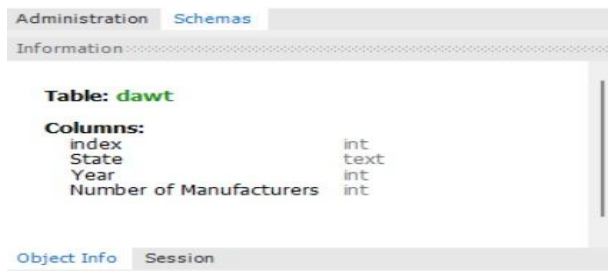 Administration Schemas
Information
Table: dawt
Columns:
index int
State text
Year int
Number of Manufacturers int
Object Info Session